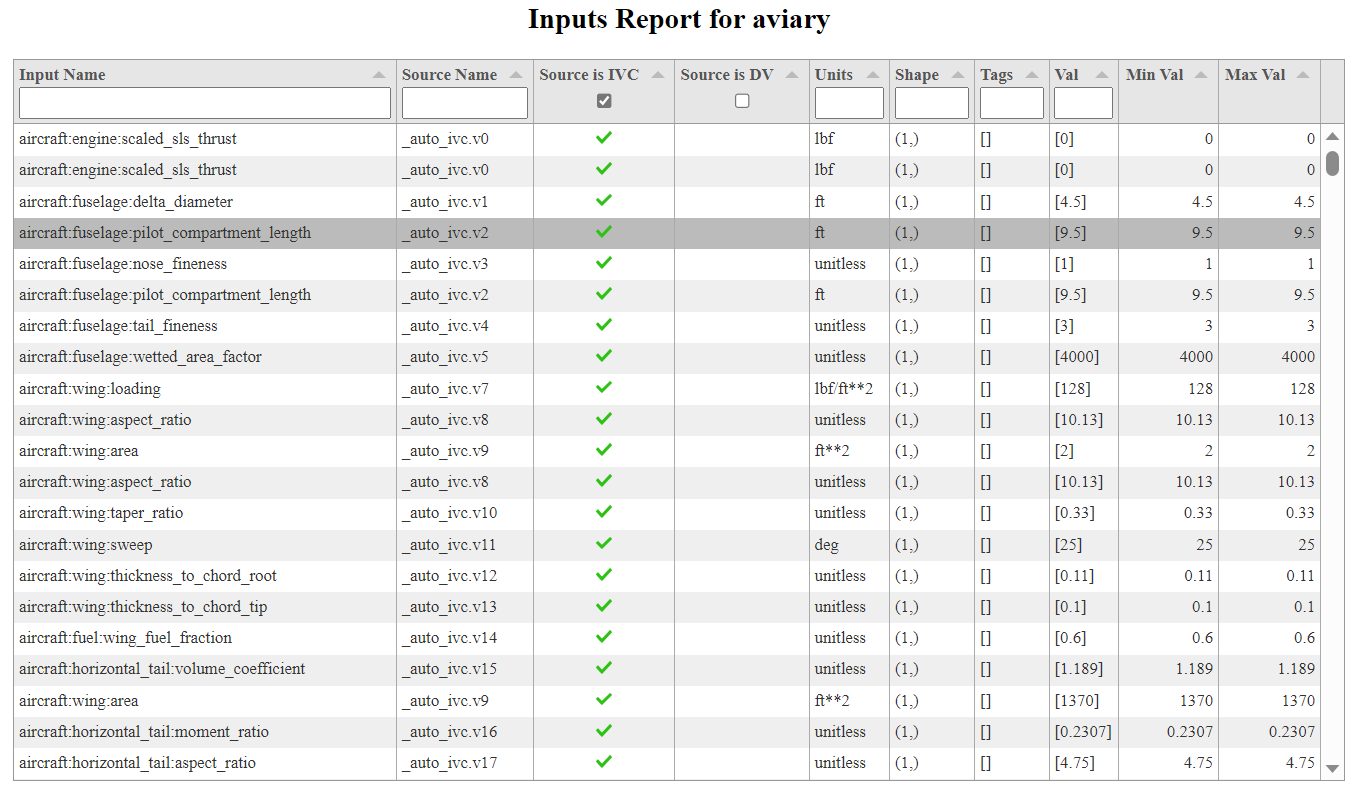 Inputs Report for aviary
Input Name Source Name Source is IVC Source is DV Units Shape Tags Val Min Val Max Val
aircraft:engine:scaled_sls_thrust _auto_ivc.v0 lbf (1,) [] [0] 0 0
aircraft:engine:scaled_sls_thrust _auto_ivc.v0 lbf (1,) [] [0] 0 0
aircraft:fuselage:delta_diameter _auto_ivc.v1 ft (1,) [] [4.5] 4.5 4.5
aircraft:fuselage:pilot_compartment_length _auto_ivc.v2 ft (1,) [] [9.5] 9.5 9.5
aircraft:fuselage:nose_fineness _auto_ivc.v3 unitless (1,) [] [1] 1 1
aircraft:fuselage:pilot_compartment_length _auto_ivc.v2 ft (1,) [] [9.5] 9.5 9.5
aircraft:fuselage:tail_fineness _auto_ivc.v4 unitless (1,) [] [3] 3 3
aircraft:fuselage:wetted_area_factor _auto_ivc.v5 unitless (1,) [] [4000] 4000 4000
aircraft:wing:loading _auto_ivc.v7 lbf/ft**2 (1,) [] [128] 128 128
aircraft:wing:aspect_ratio _auto_ivc.v8 unitless (1,) [] [10.13] 10.13 10.13
aircraft:wing:area _auto_ivc.v9 ft**2 (1,) [] [2] 2 2
aircraft:wing:aspect_ratio _auto_ivc.v8 unitless (1,) [] [10.13] 10.13 10.13
aircraft:wing:taper_ratio _auto_ivc.v10 unitless (1,) [] [0.33] 0.33 0.33
aircraft:wing:sweep _auto_ivc.v11 deg (1,) [] [25] 25 25
aircraft:wing:thickness_to_chord_root _auto_ivc.v12 unitless (1,) [] [0.11] 0.11 0.11
aircraft:wing:thickness_to_chord_tip _auto_ivc.v13 unitless (1,) [] [0.1] 0.1 0.1
aircraft:fuel:wing_fuel_fraction _auto_ivc.v14 unitless (1,) [] [0.6] 0.6 0.6
aircraft:horizontal_tail:volume_coefficient _auto_ivc.v15 unitless (1,) [] [1.189] 1.189 1.189
aircraft:wing:area _auto_ivc.v9 ft**2 (1,) [] [1370] 1370 1370
aircraft:horizontal_tail:moment_ratio _auto_ivc.v16 unitless (1,) [] [0.2307] 0.2307 0.2307
aircraft:horizontal_tail:aspect_ratio _auto_ivc.v17 unitless (1,) [] [4.75] 4.75 4.75